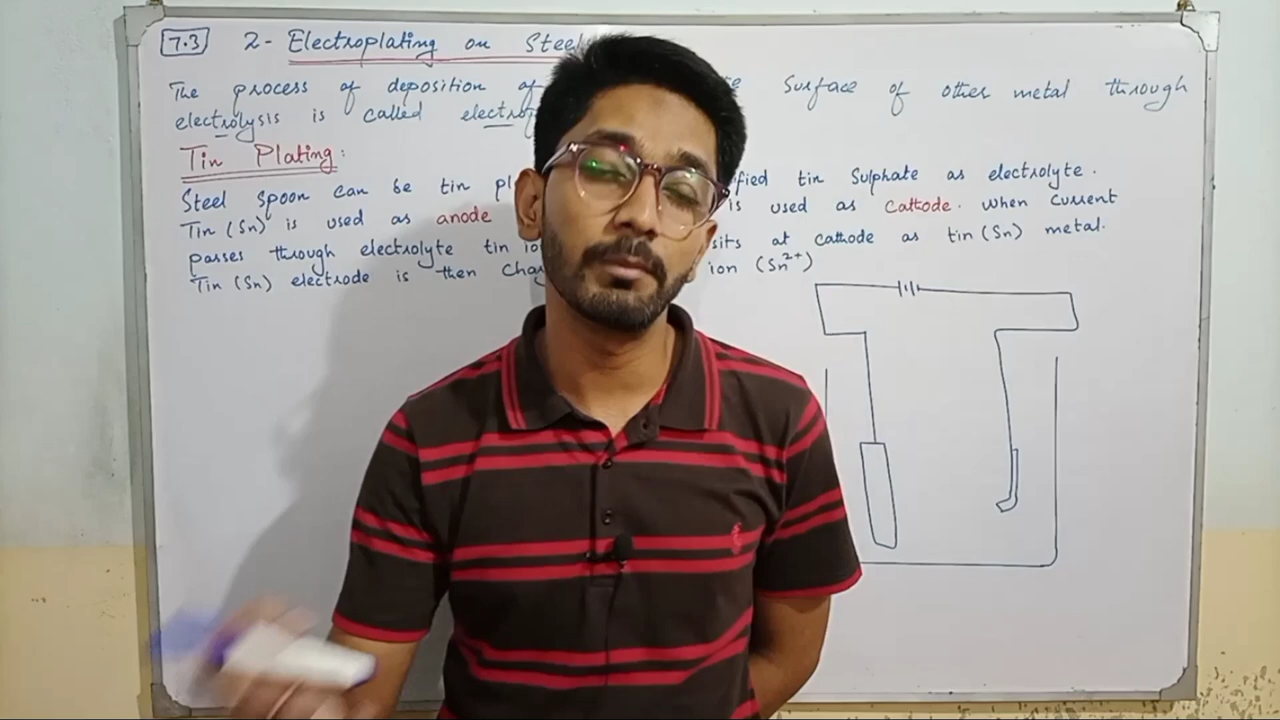 7.3 2- Electroplating on Steel
The process of deposition of Surface of other metal through
electrolysis is called
Tin Plating:
Steel spoon can be tin tin Sulphate as electrolyte.
Tin (Sn) is used as anode is used as Cathode. When current
passes through electrolyte tin at cathode as tin (Sn) metal.
Tin (Sn) electrode is then ion (Sn²⁺)